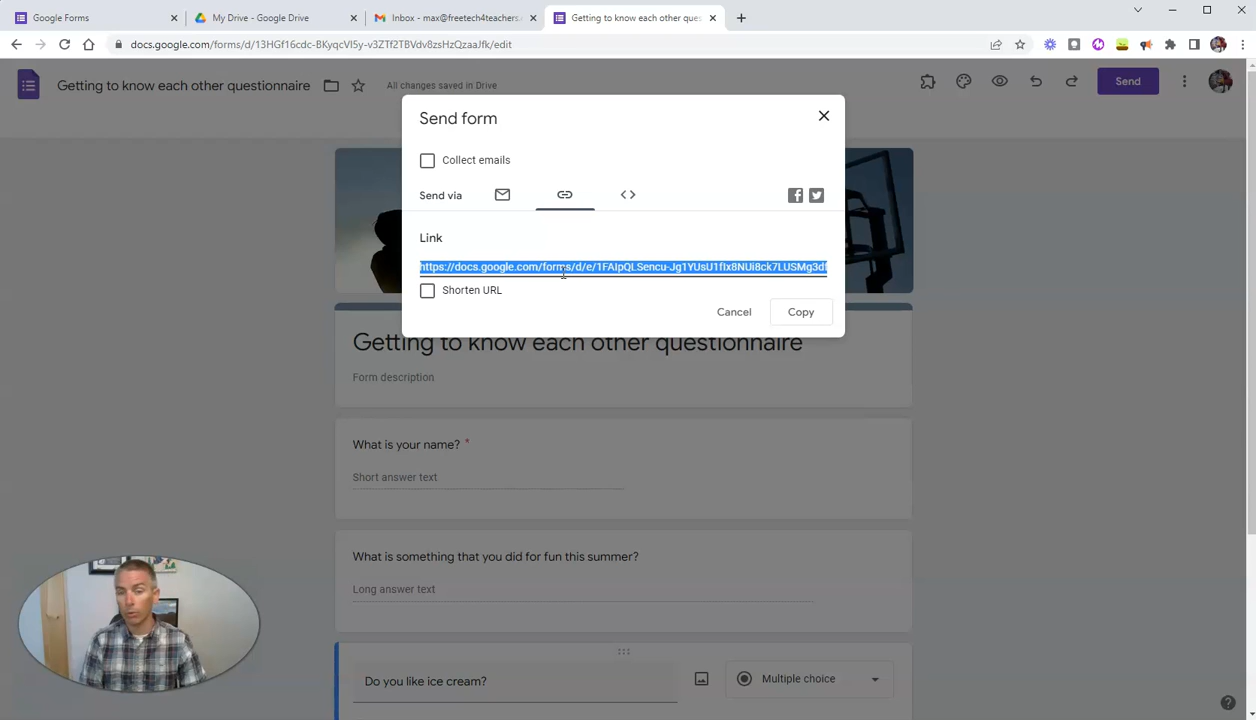 Google Forms
My Drive - Google Drive
Inbox - max@freetech4teachers.
Getting to know each other ques
docs.google.com/forms/d/13HGf16cdc-BKyqcVI5y-v3ZTf2TBVdv8zsHzQzaaJfk/edit
Getting to know each other questionnaire
All changes saved in Drive
Send
Send form
Collect emails
Send via
Link
https://docs.google.com/forms/d/e/1FAIpQLSencu-Jg1YUsU1fIx8NUi8ck7LUSMg3df
Shorten URL
Cancel
Copy
Getting to know each other questionnaire
Form description
What is your name? *
Short answer text
What is something that you did for fun this summer?
Long answer text
Do you like ice cream?
Multiple choice